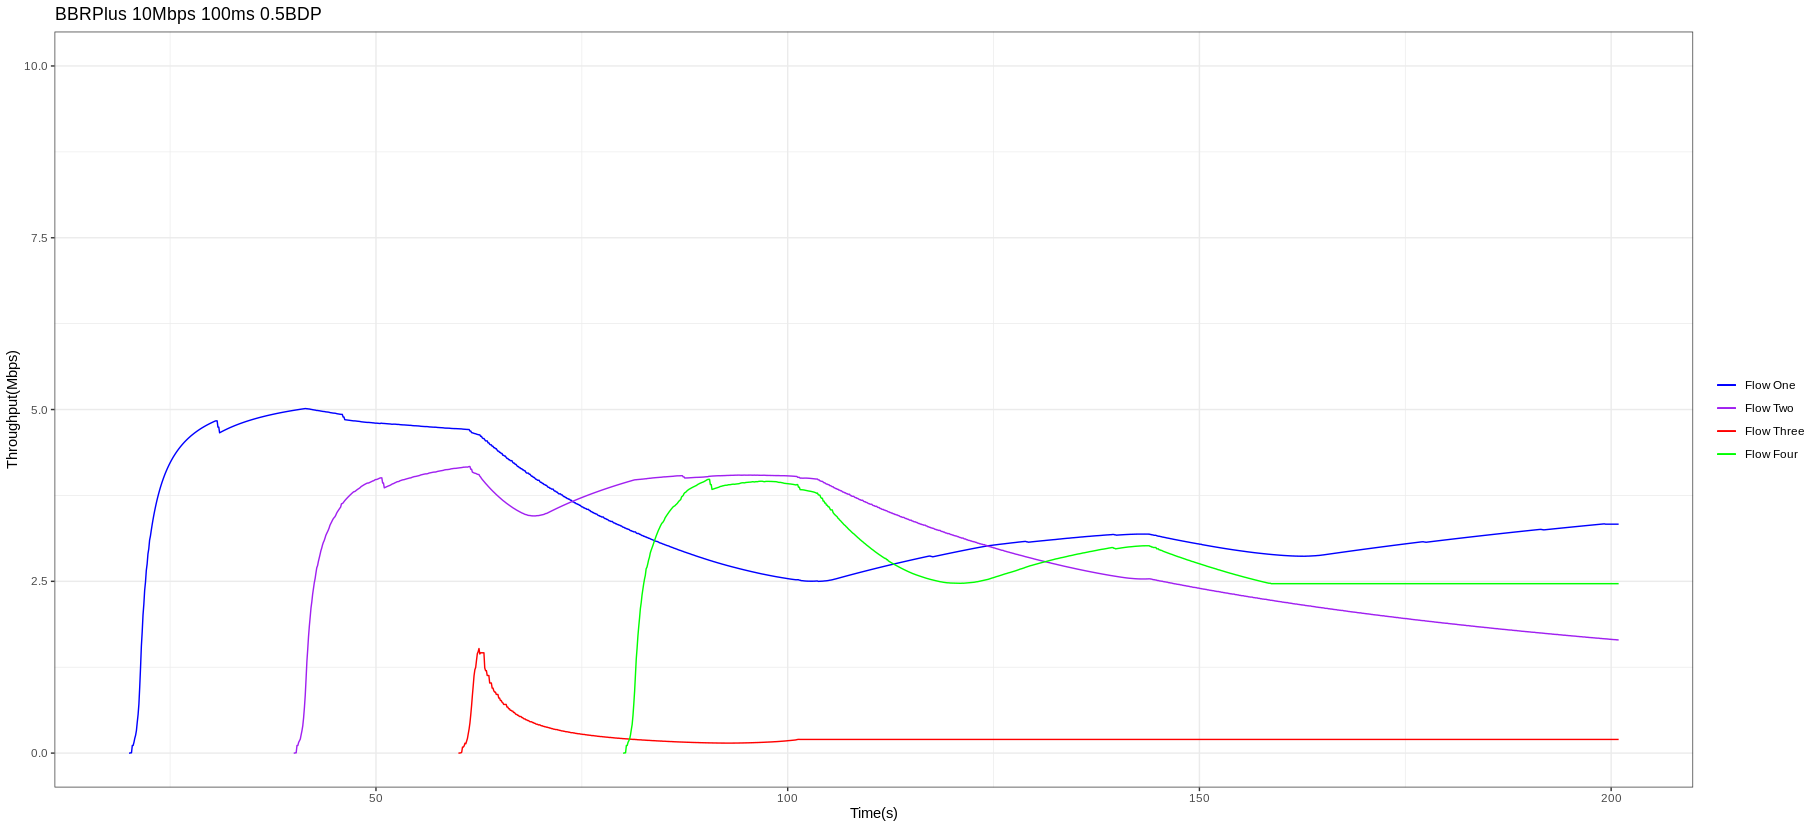 BBRPlus 10Mbps 100ms 0.5BDP
10.0
7.5
5.0
2.5
0.0
Throughput(Mbps)
50
100
150
200
Time(s)
Flow One
Flow Two
Flow Three
Flow Four